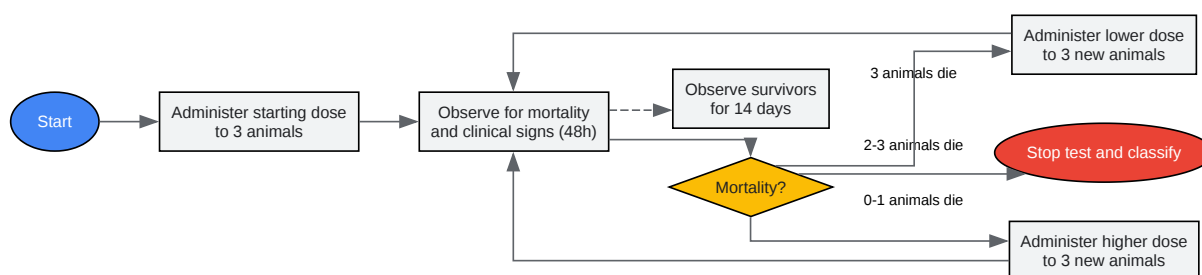 Start
Administer starting dose
to 3 animals
Observe for mortality
and clinical signs (48h)
Observe survivors
for 14 days
Mortality?
3 animals die
2-3 animals die
0-1 animals die
Administer lower dose
to 3 new animals
Stop test and classify
Administer higher dose
to 3 new animals